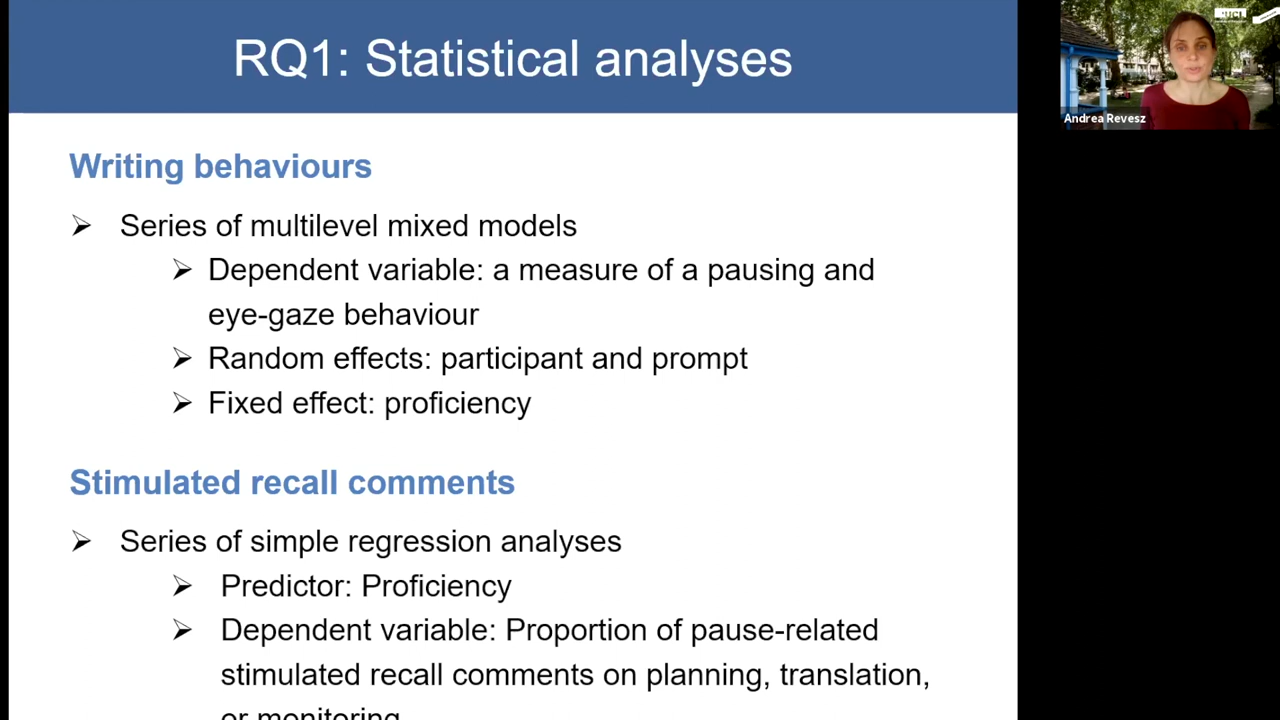 RQ1: Statistical analyses
Andrea Revesz
Writing behaviours
➢ Series of multilevel mixed models
➢ Dependent variable: a measure of a pausing and
eye-gaze behaviour
➢ Random effects: participant and prompt
➢ Fixed effect: proficiency
Stimulated recall comments
➢ Series of simple regression analyses
➢ Predictor: Proficiency
➢ Dependent variable: Proportion of pause-related
stimulated recall comments on planning, translation,
or monitoring